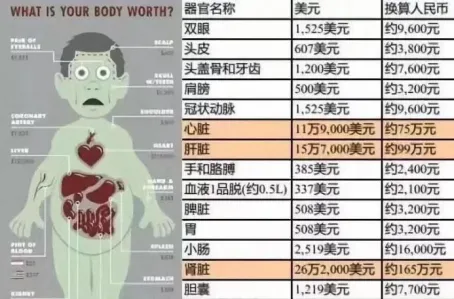 WHAT IS YOUR BODY WORTH?
PAIR OF
EYEBALLS
SCALP
SKULL
W/TEETH
SHOULDER
CORONARY
ARTERY
HEART
LIVER
HAND &
FOREARM
PINT OF
BLOOD
SPLEEN
STOMACH
器官名称 美元 换算人民币
双眼 1,525美元 约9,600元
头皮 607美元 约3,800元
头盖骨和牙齿 1,200美元 约7,600元
肩膀 500美元 约3,200元
冠状动脉 1,525美元 约9,600元
心脏 11万9,000美元 约75万元
肝脏 15万7,000美元 约99万元
手和胳膊 385美元 约2,400元
血液1品脱(约0.5L) 337美元 约2,100元
脾脏 508美元 约3,200元
胃 508美元 约3,200元
小肠 2,519美元 约16,000元
肾脏 26万2,000美元 约165万元
胆囊 1,219美元 约7,700元